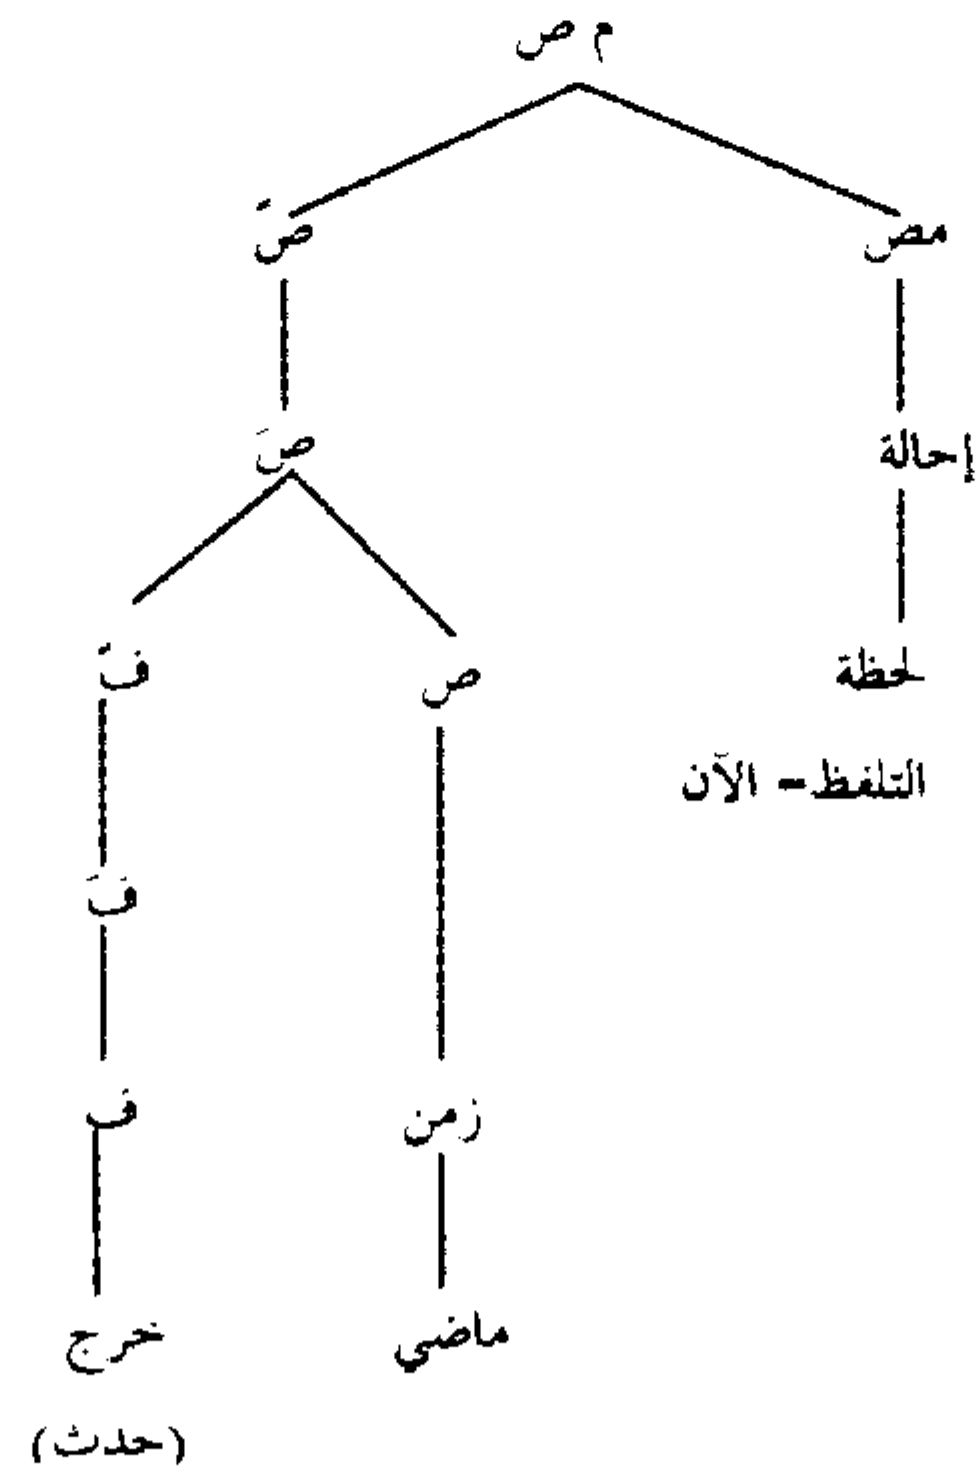 م ص
مص صً
إحالة صَ
لحظة ص فً
التلفظ - الآن
فَ
زمن ف
ماضي خرج
(حدث)